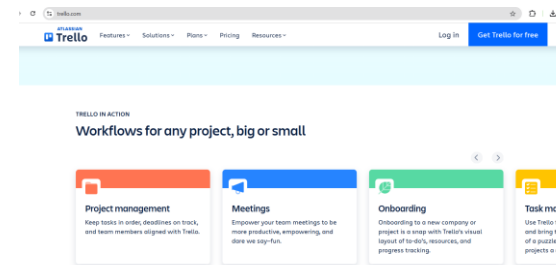 trello.com
ATLASSIAN
Trello
Features
Solutions
Plans
Pricing
Resources
Log in
Get Trello for free
TRELLO IN ACTION
Workflows for any project, big or small
Project management
Keep tasks in order, deadlines on track,
and team members aligned with Trello.
Meetings
Empower your team meetings to be
more productive, empowering, and
dare we say—fun.
Onboarding
Onboarding to a new company or
project is a snap with Trello's visual
layout of to-do's, resources, and
progress tracking.
Task
Use Trello
and bring
of a puzzle
projects a